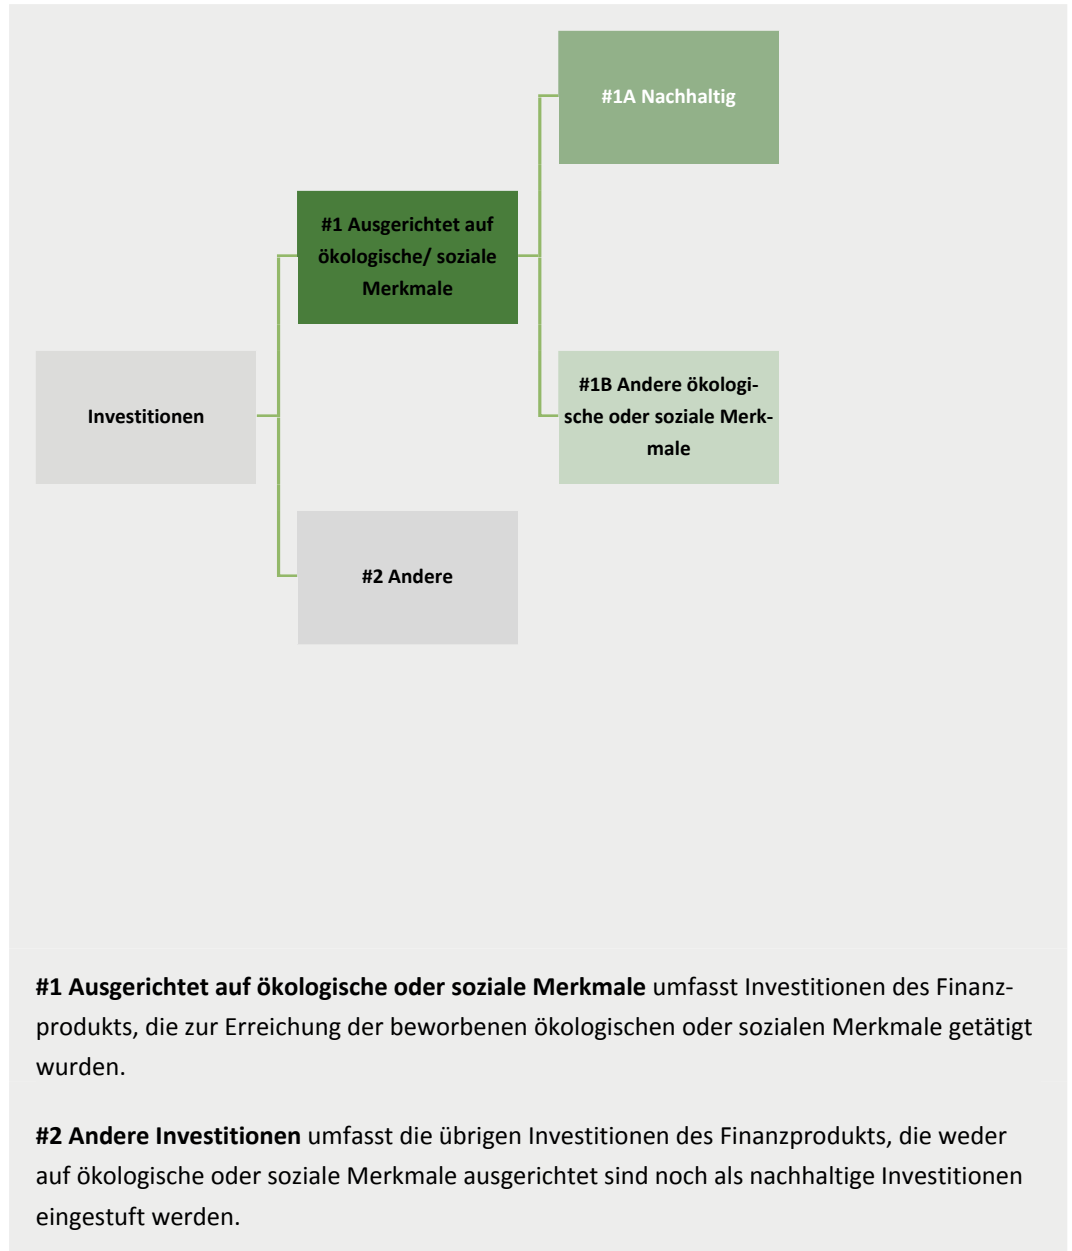 #1A Nachhaltig
#1 Ausgerichtet auf
ökologische/ soziale
Merkmale
Investitionen
#1B Andere ökologi-
sche oder soziale Merk-
male
#2 Andere
#1 Ausgerichtet auf ökologische oder soziale Merkmale umfasst Investitionen des Finanz-
produkts, die zur Erreichung der beworbenen ökologischen oder sozialen Merkmale getätigt
wurden.
#2 Andere Investitionen umfasst die übrigen Investitionen des Finanzprodukts, die weder
auf ökologische oder soziale Merkmale ausgerichtet sind noch als nachhaltige Investitionen
eingestuft werden.